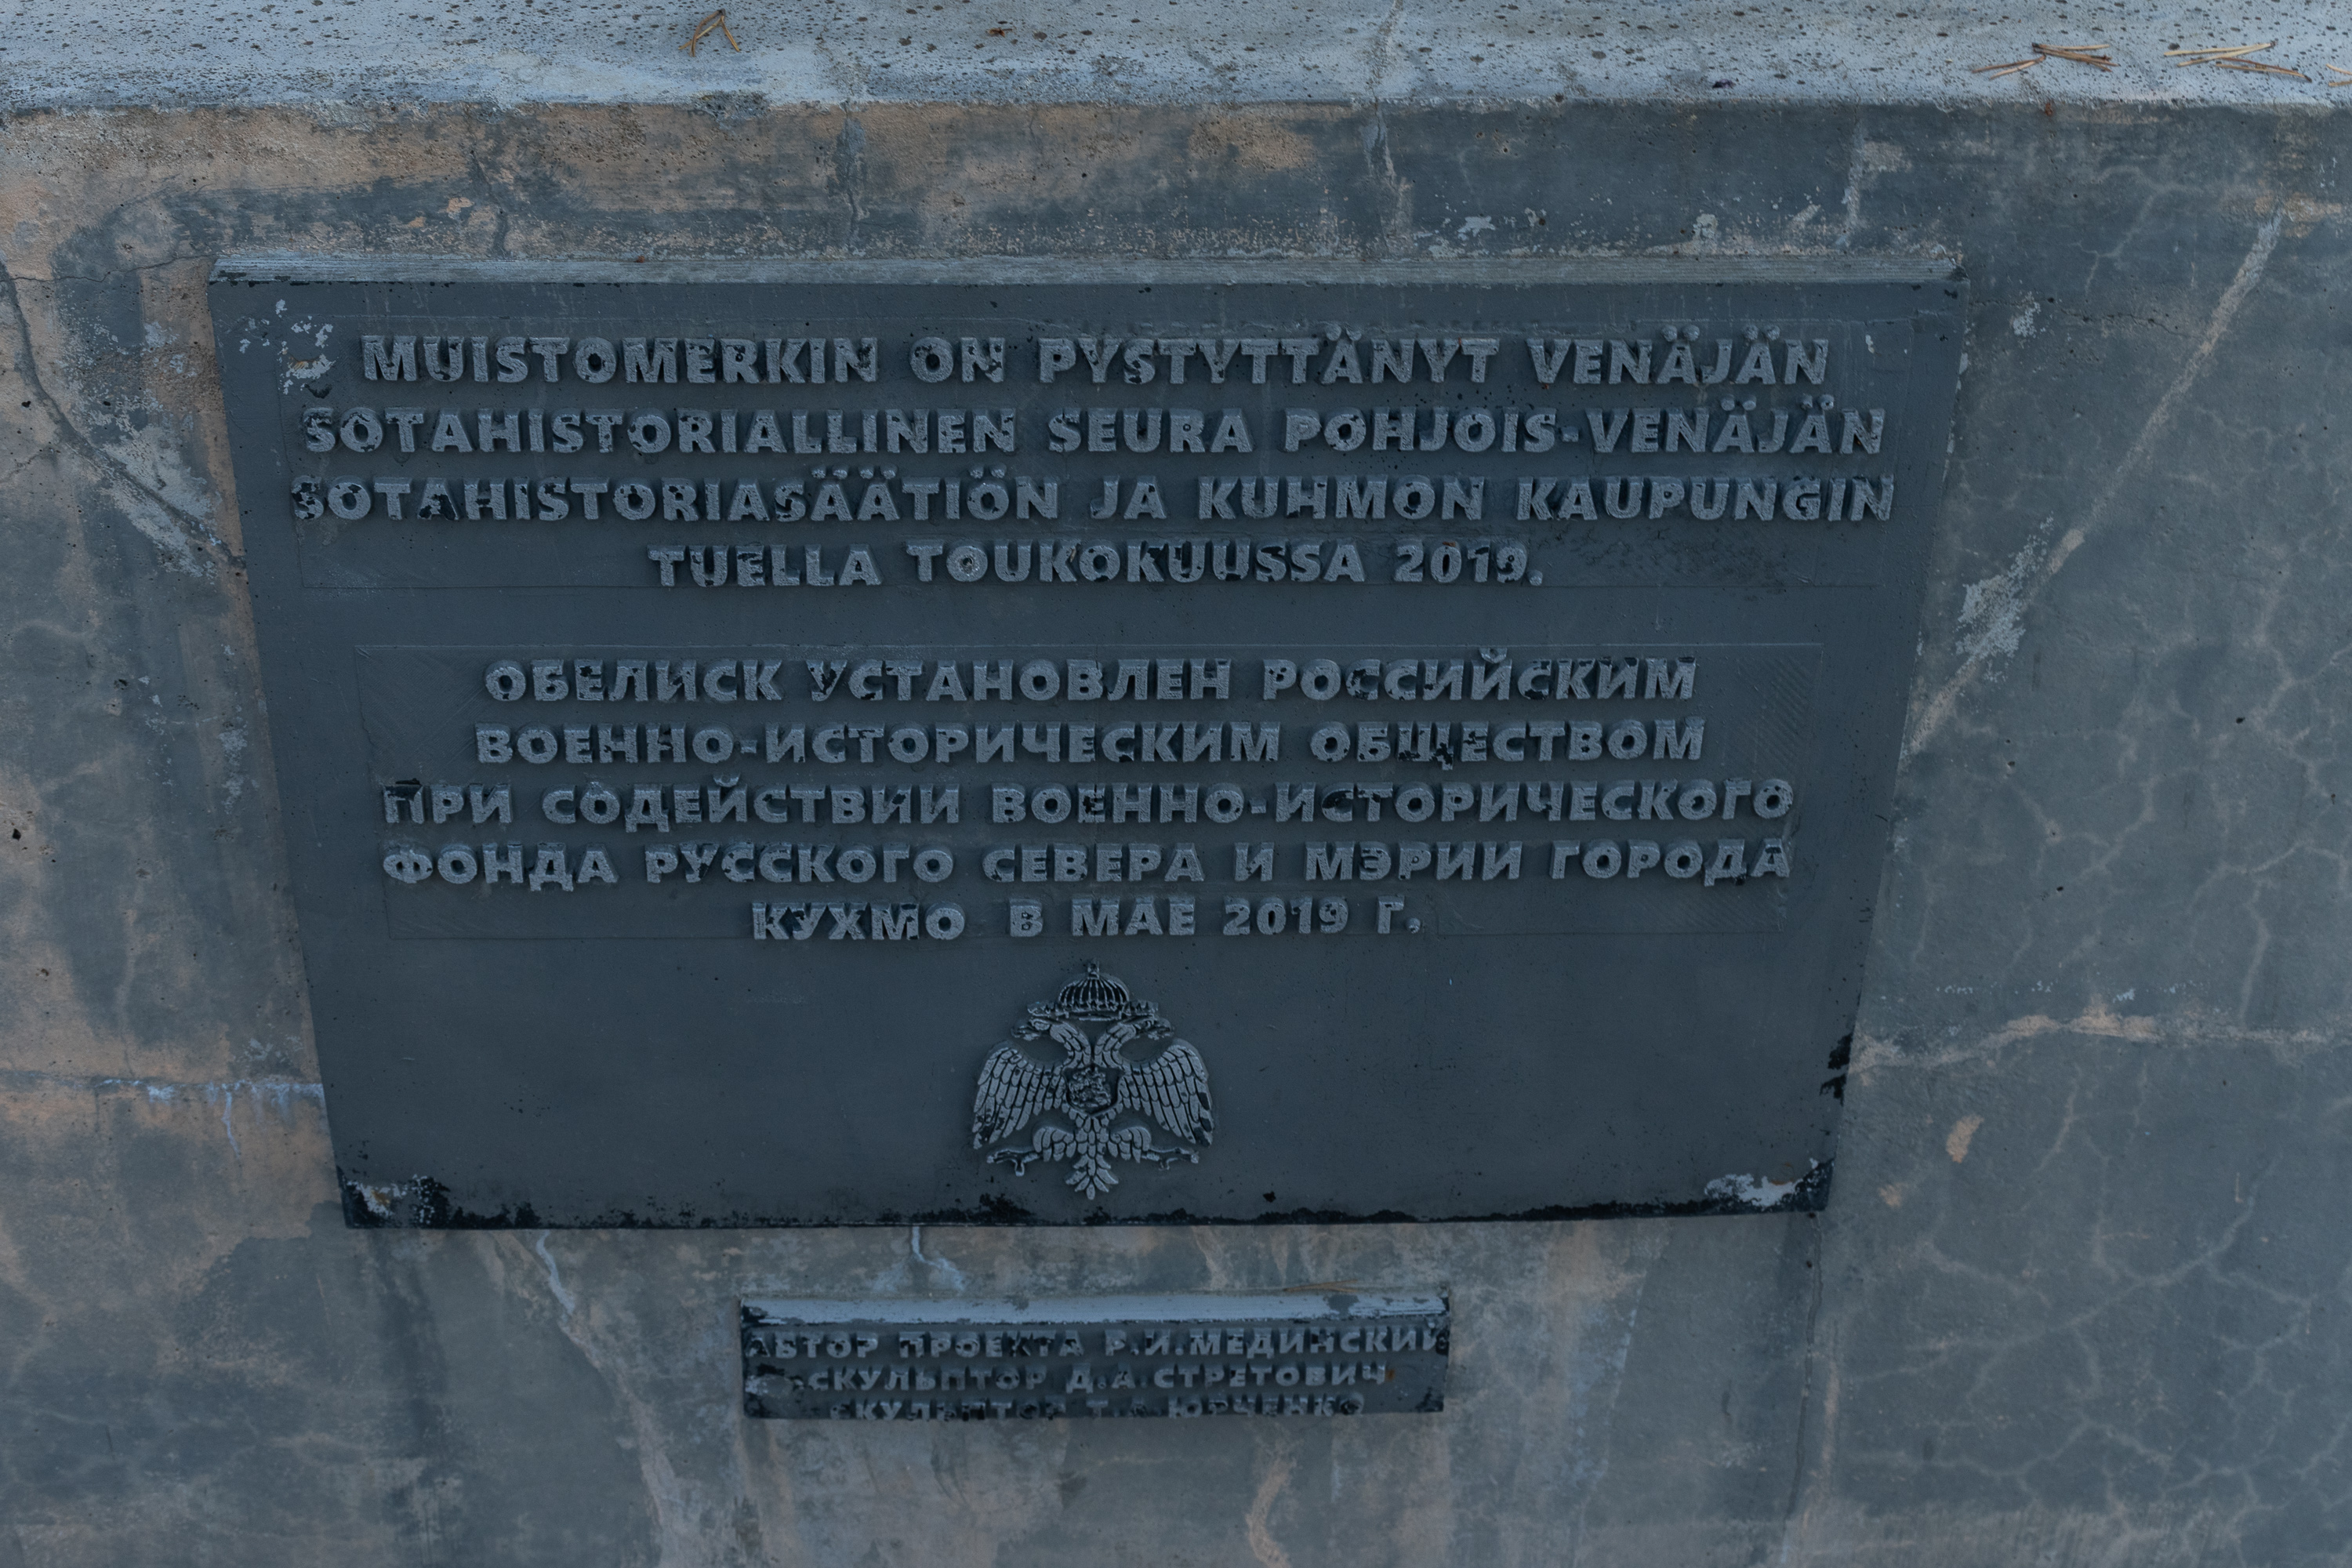 MUISTOMERKIN ON PYSTYTTÄNYT VENÄJÄN
SOTAHISTORIALLINEN SEURA POHJOIS-VENÄJÄN
SOTAHISTORIASÄÄTIÖN JA KUHMON KAUPUNGIN
TUELLA TOUKOKUUSSA 2019.
ОБЕЛИСК УСТАНОВЛЕН РОССИЙСКИМ
ВОЕННО-ИСТОРИЧЕСКИМ ОБЩЕСТВОМ
ПРИ СОДЕЙСТВИИ ВОЕННО-ИСТОРИЧЕСКОГО
ФОНДА РУССКОГО СЕВЕРА И МЭРИИ ГОРОДА
КУХМО В МАЕ 2019 Г.
АВТОР ПРОЕКТА Р.И.МЕДИНСКИЙ
СКУЛЬПТОР Д.А.СТРЕТОВИЧ
СКУЛЬПТОР ЮРЧЕНКО